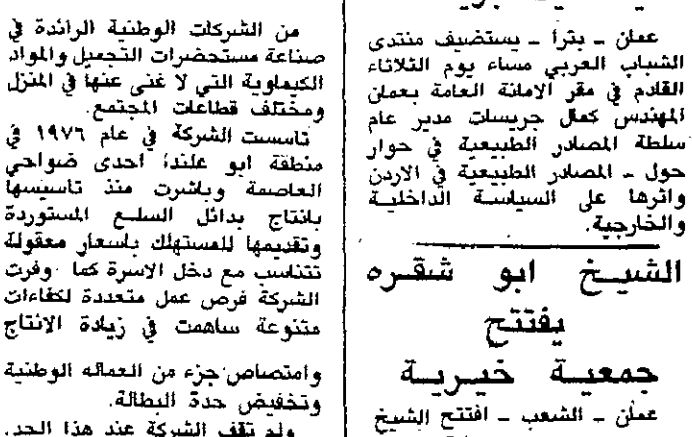 عمان - بترا - يستضيف منتدى
الشباب العربي مساء يوم الثلاثاء
القادم في مقر الامانة العامة بعمان
المهندس كمال جريسات مدير عام
سلطة المصادر الطبيعية في حوار
حول - المصادر الطبيعية في الاردن
واثرها على السياسة الداخلية
والخارجية.
الشيخ ابو شقره
يفتتح
جمعية خيرية
عمان - الشعب - افتتح الشيخ
من الشركات الوطنية الرائدة في
صناعة مستحضرات التجميل والمواد
الكيماوية التي لا غنى عنها في المنزل
ومختلف قطاعات المجتمع.
تاسست الشركة في عام ١٩٧٦ في
منطقة ابو علندا احدى ضواحي
العاصمة وباشرت منذ تاسيسها
بانتاج بدائل السلع المستوردة
وتقديمها للمستهلك باسعار معقولة
تتناسب مع دخل الاسرة كما وفرت
الشركة فرص عمل متعددة لكفاءات
متنوعة ساهمت في زيادة الانتاج
وامتصاص جزء من العماله الوطنية
وتخفيض حدة البطالة.
ولم تقف الشركة عند هذا الحد.